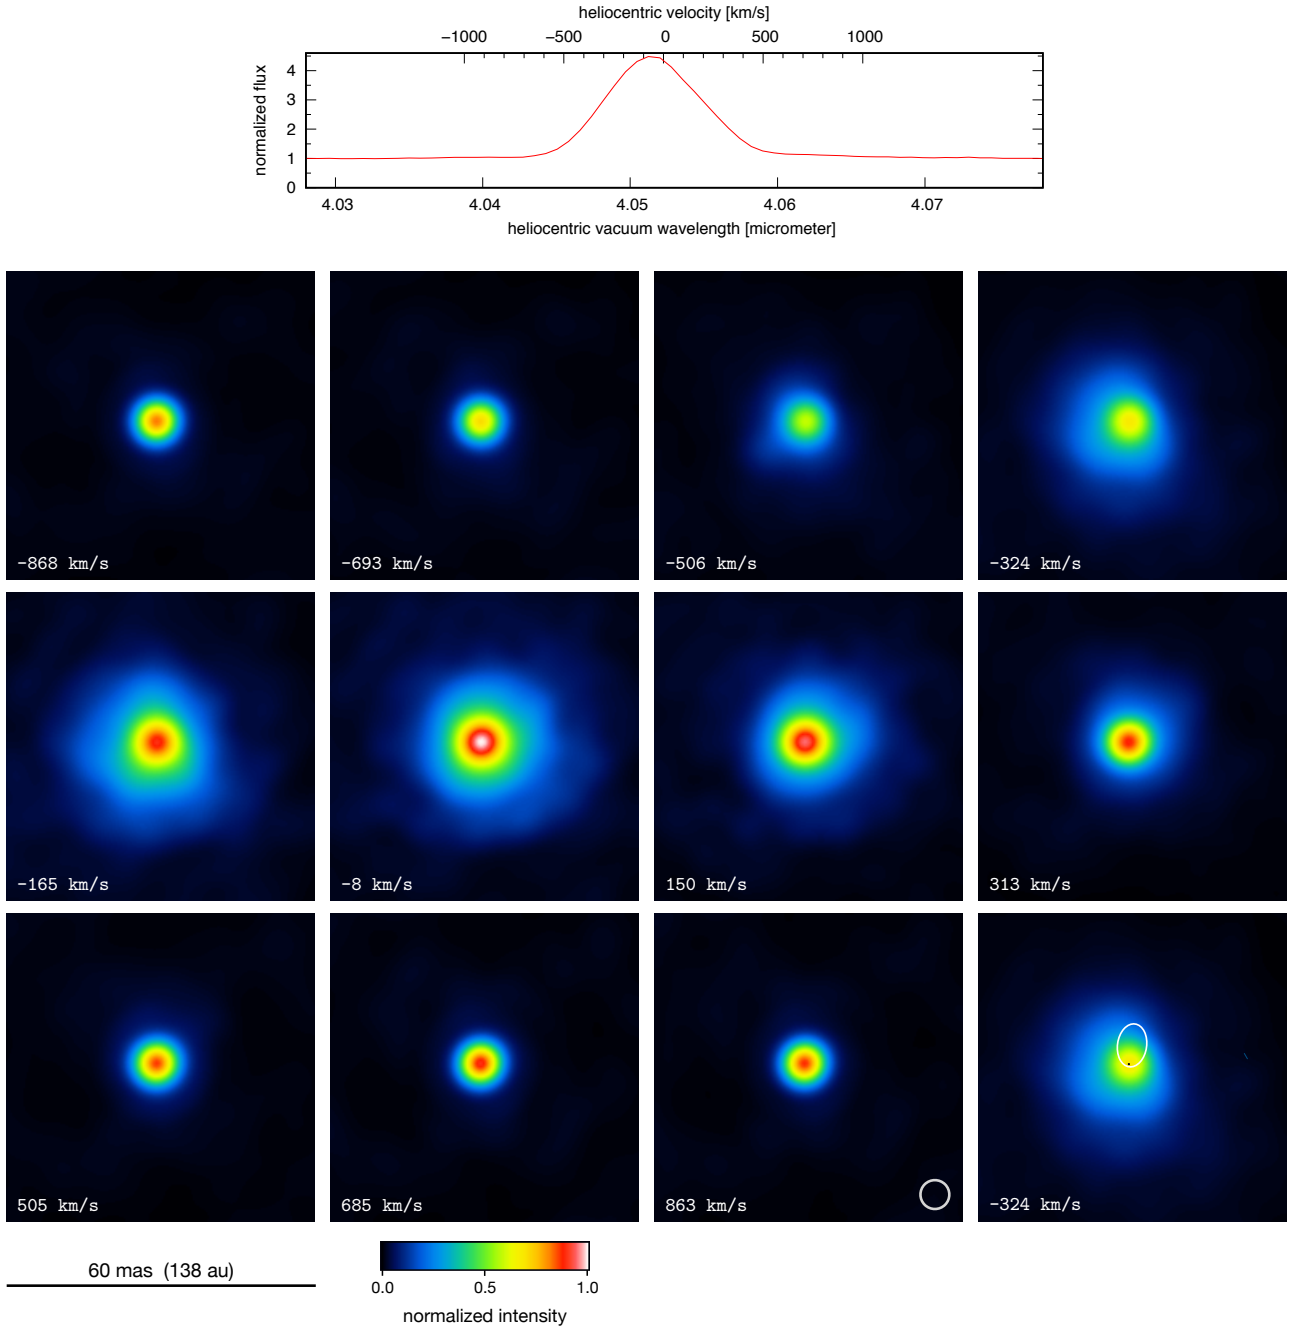 heliocentric velocity [km/s]
−1000 −500 0 500 1000
normalized flux
4
3
2
1
0
4.03 4.04 4.05 4.06 4.07
heliocentric vacuum wavelength [micrometer]
-868 km/s -693 km/s -506 km/s -324 km/s
-165 km/s -8 km/s 150 km/s 313 km/s
505 km/s 685 km/s 863 km/s -324 km/s
60 mas (138 au)
0.0 0.5 1.0
normalized intensity